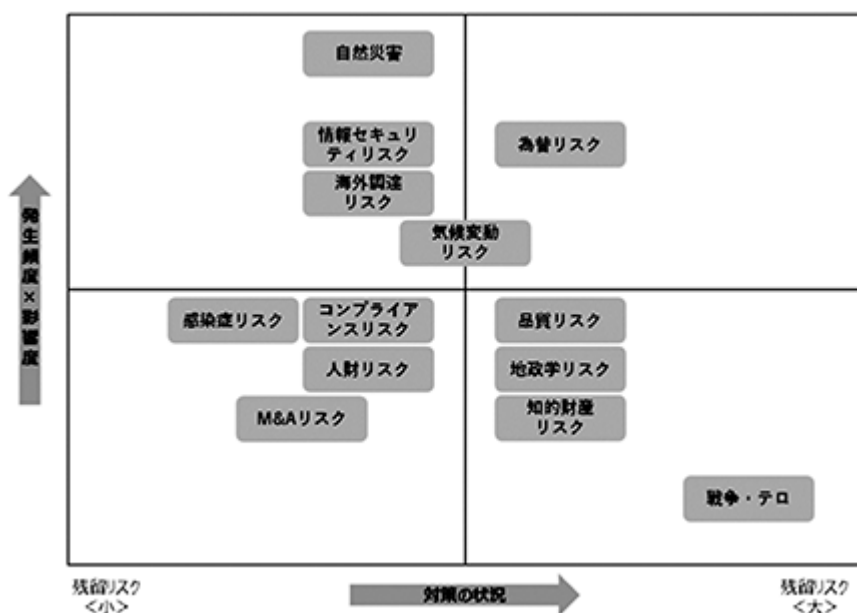 自然災害
情報セキュリ
ティリスク
為替リスク
海外調達
リスク
気候変動
リスク
発生頻度×影響度
感染症リスク
コンプライア
ンスリスク
品質リスク
人財リスク
地政学リスク
M&Aリスク
知的財産
リスク
戦争・テロ
残留リスク
<小>
対策の状況
残留リスク
<大>